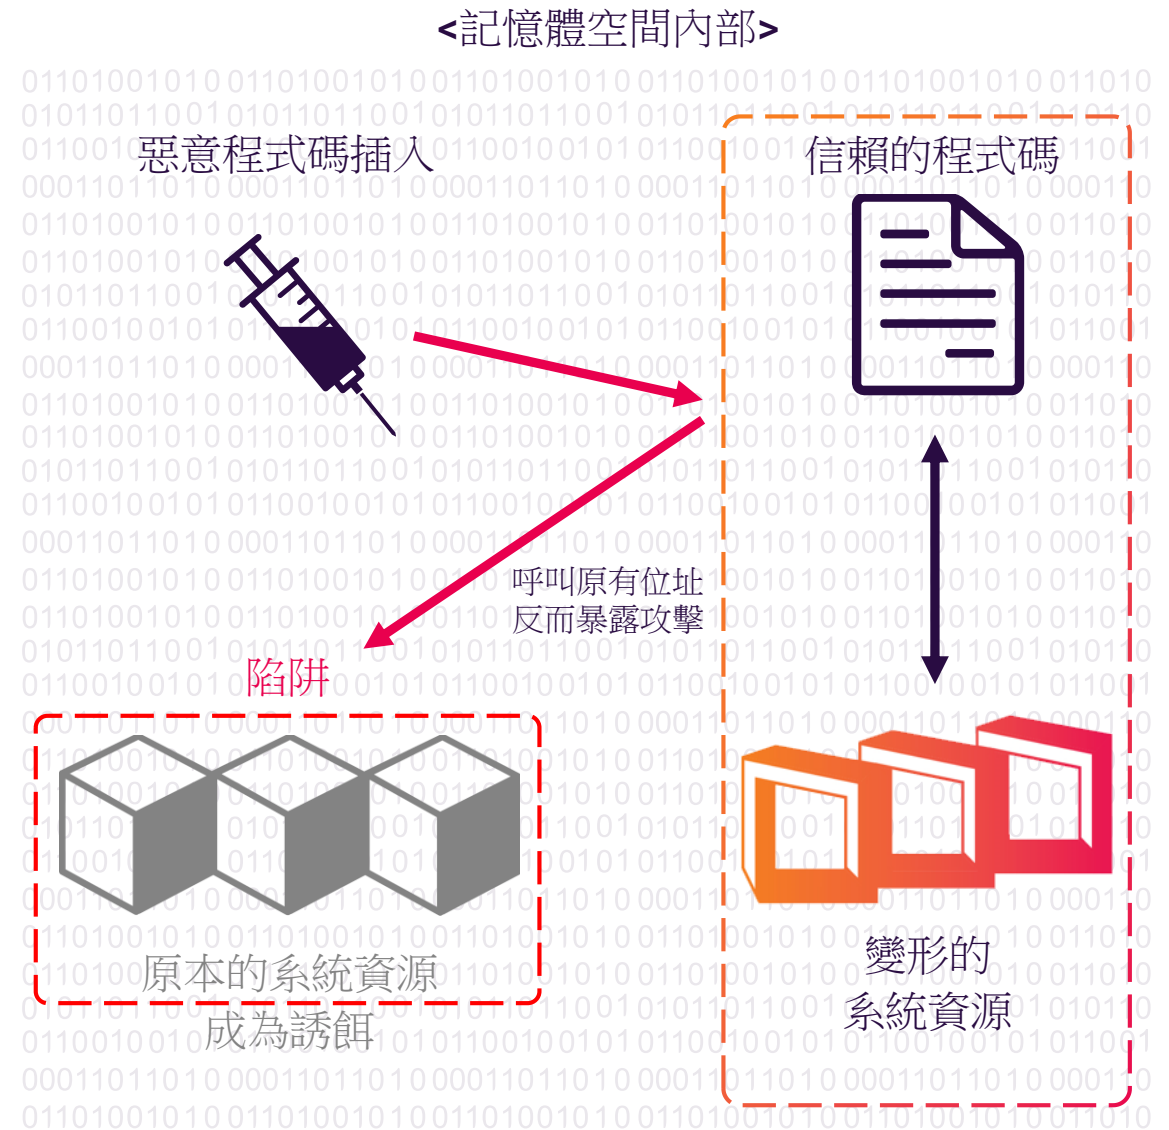 <記憶體空間內部>
惡意程式碼插入
信賴的程式碼
呼叫原有位址
反而暴露攻擊
陷阱
原本的系統資源
成為誘餌
變形的
系統資源